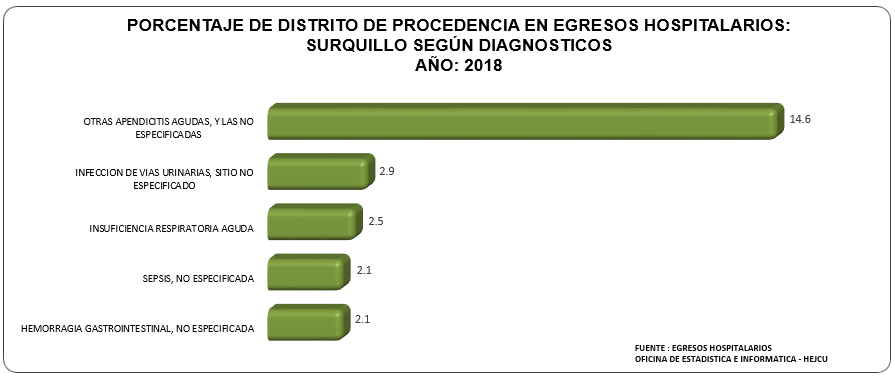 PORCENTAJE DE DISTRITO DE PROCEDENCIA EN EGRESOS HOSPITALARIOS:
SURQUILLO SEGÚN DIAGNOSTICOS
AÑO: 2018
OTRAS APENDICITIS AGUDAS, Y LAS NO
ESPECIFICADAS
14.6
INFECCION DE VIAS URINARIAS, SITIO NO
ESPECIFICADO
2.9
INSUFICIENCIA RESPIRATORIA AGUDA
2.5
SEPSIS, NO ESPECIFICADA
2.1
HEMORRAGIA GASTROINTESTINAL, NO ESPECIFICADA
2.1
FUENTE : EGRESOS HOSPITALARIOS
OFICINA DE ESTADISTICA E INFORMATICA - HEJCU